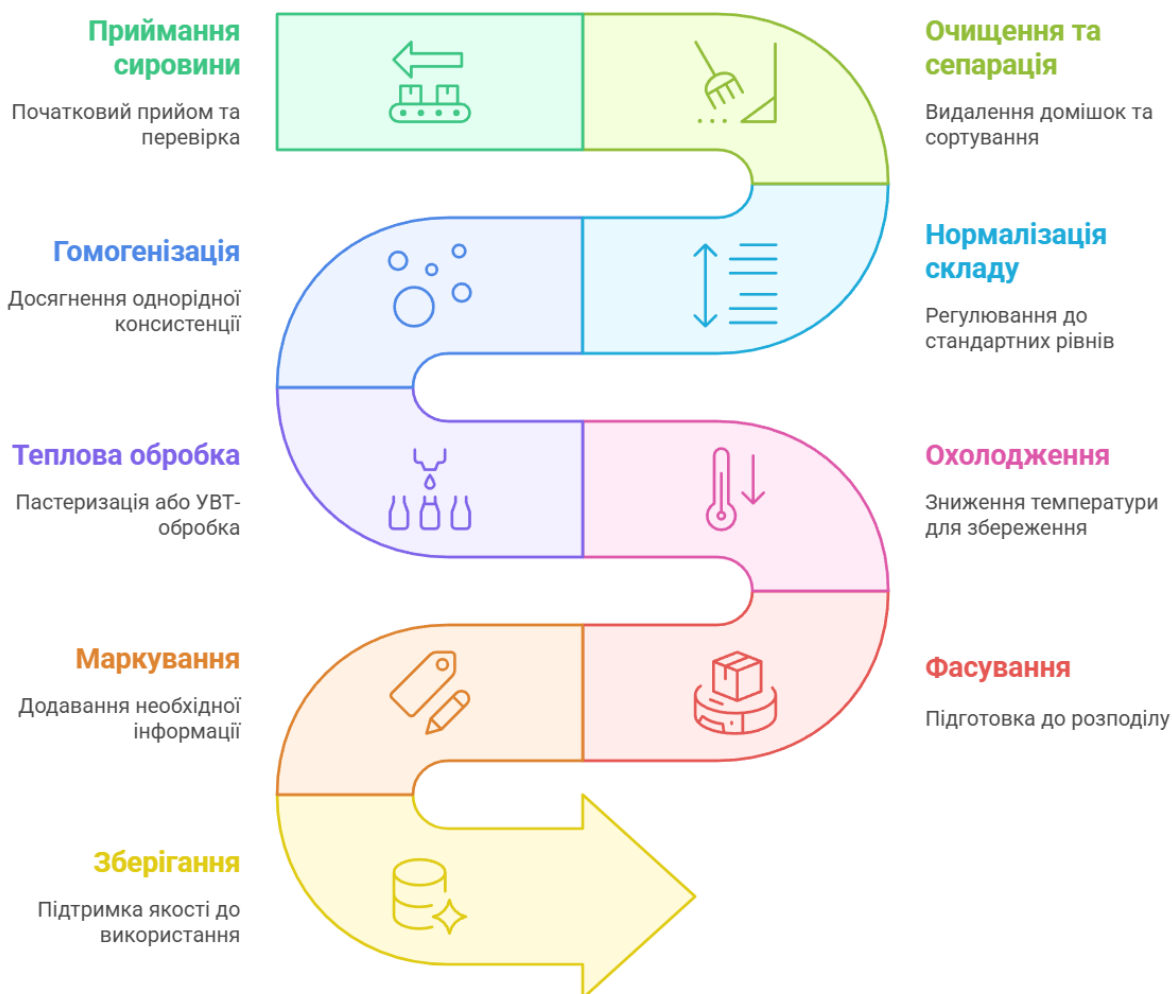 Приймання
сировини
Початковий прийом та
перевірка
Очищення та
сепарація
Видалення домішок та
сортування
Нормалізація
складу
Регулювання до
стандартних рівнів
Гомогенізація
Досягнення однорідної
консистенції
Теплова обробка
Пастеризація або УВТ-
обробка
Охолодження
Зниження температури
для збереження
Фасування
Підготовка до розподілу
Маркування
Додавання необхідної
інформації
Зберігання
Підтримка якості до
використання